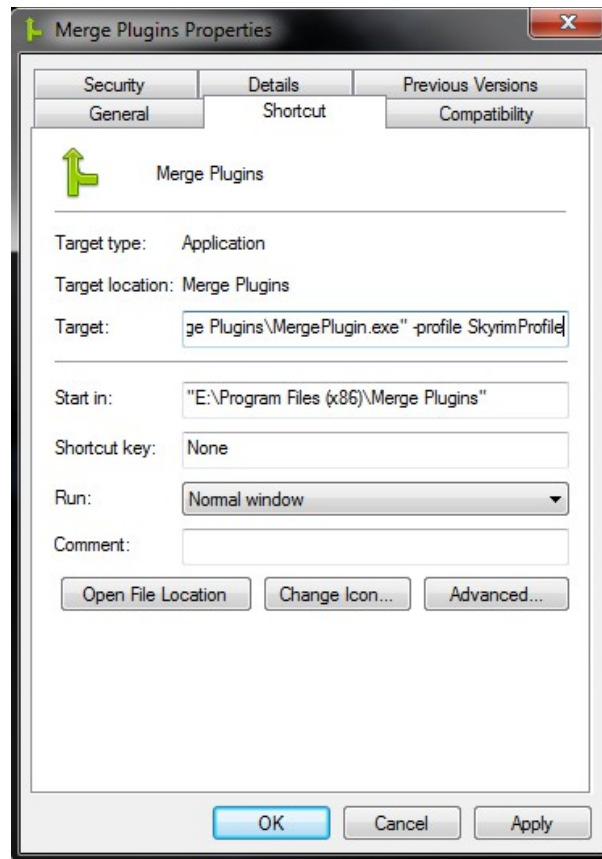 Merge Plugins Properties
Security Details Previous Versions
General Shortcut Compatibility
Merge Plugins
Target type: Application
Target location: Merge Plugins
Target: ge Plugins\MergePlugin.exe" -profile SkyrimProfile
Start in: "E:\Program Files (x86)\Merge Plugins"
Shortcut key: None
Run: Normal window
Comment:
Open File Location Change Icon... Advanced...
OK Cancel Apply